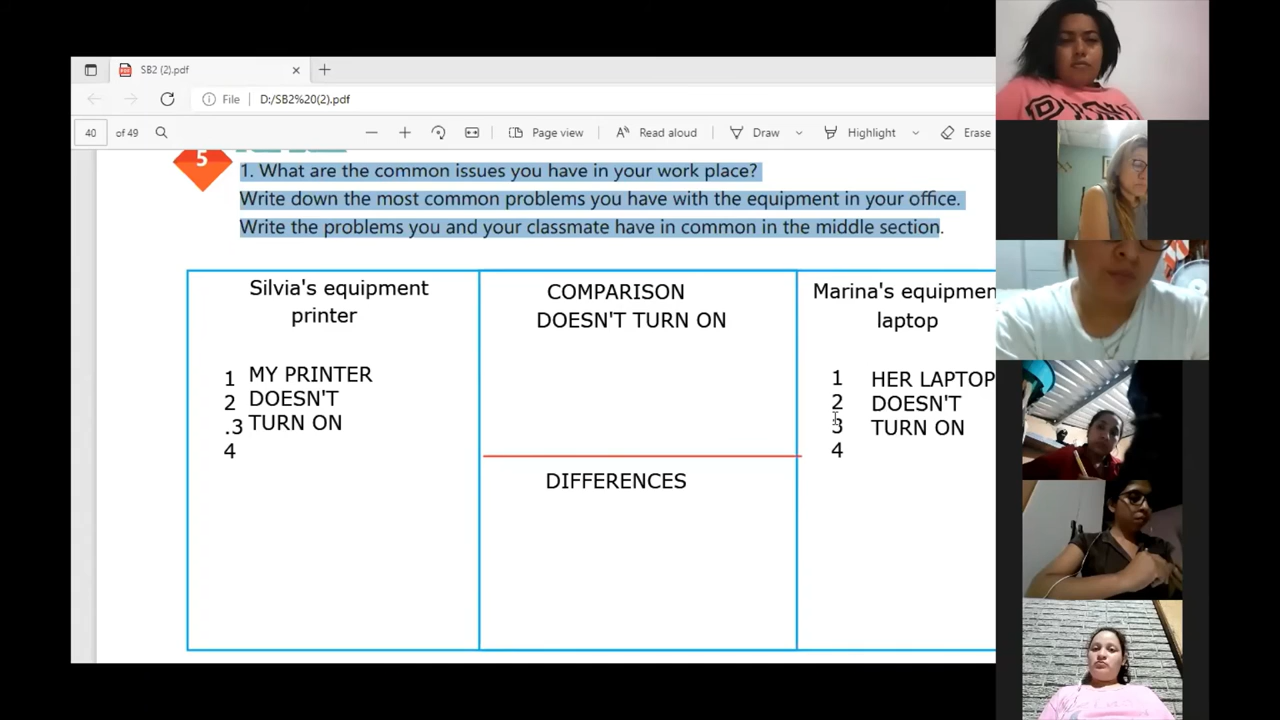 SB2 (2).pdf
File
D:/SB2%20(2).pdf
40 of 49
Page view
Read aloud
Draw
Highlight
Erase
5
1. What are the common issues you have in your work place?
Write down the most common problems you have with the equipment in your office.
Write the problems you and your classmate have in common in the middle section.
Silvia's equipment
printer
1
2
.3
4
MY PRINTER
DOESN'T
TURN ON
COMPARISON
DOESN'T TURN ON
DIFFERENCES
Marina's equipmen
laptop
1
2
3
4
HER LAPTOP
DOESN'T
TURN ON